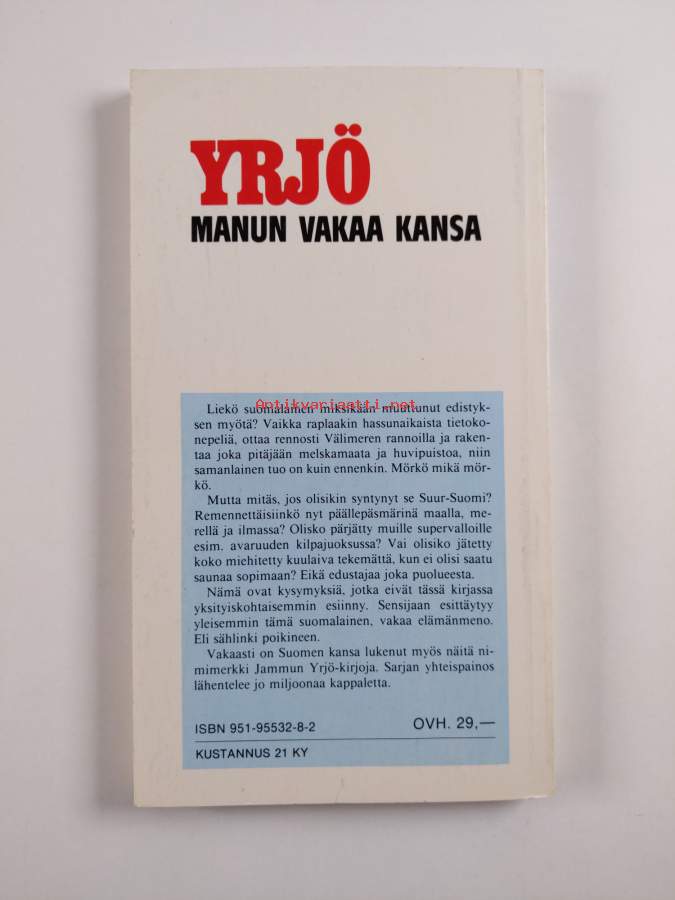 YRJÖ
MANUN VAKAA KANSA
Antikvariaatti.net
Liekö suomalainen miksikään muuttunut edistyk-
sen myötä? Vaikka raplaakin hassunaikaista tietoko-
nepeliä, ottaa rennosti Välimeren rannoilla ja raken-
taa joka pitäjään melskamaata ja huvipuistoa, niin
samanlainen tuo on kuin ennenkin. Mörkö mikä mör-
kö.
Mutta mitäs, jos olisikin syntynyt se Suur-Suomi?
Remennettäisiinkö nyt päällepäsmärinä maalla, me-
rellä ja ilmassa? Olisko pärjätty muille supervalloille
esim. avaruuden kilpajuoksussa? Vai olisiko jätetty
koko miehitetty kuulaiva tekemättä, kun ei olisi saatu
saunaa sopimaan? Eikä edustajaa joka puolueesta.
Nämä ovat kysymyksiä, jotka eivät tässä kirjassa
yksityiskohtaisemmin esiinny. Sensijaan esittäytyy
yleisemmin tämä suomalainen, vakaa elämänmeno.
Eli sählinki poikineen.
Vakaasti on Suomen kansa lukenut myös näitä ni-
mimerkki Jammun Yrjö-kirjoja. Sarjan yhteispainos
lähentelee jo miljoonaa kappaletta.
ISBN 951-95532-8-2 OVH. 29,—
KUSTANNUS 21 KY